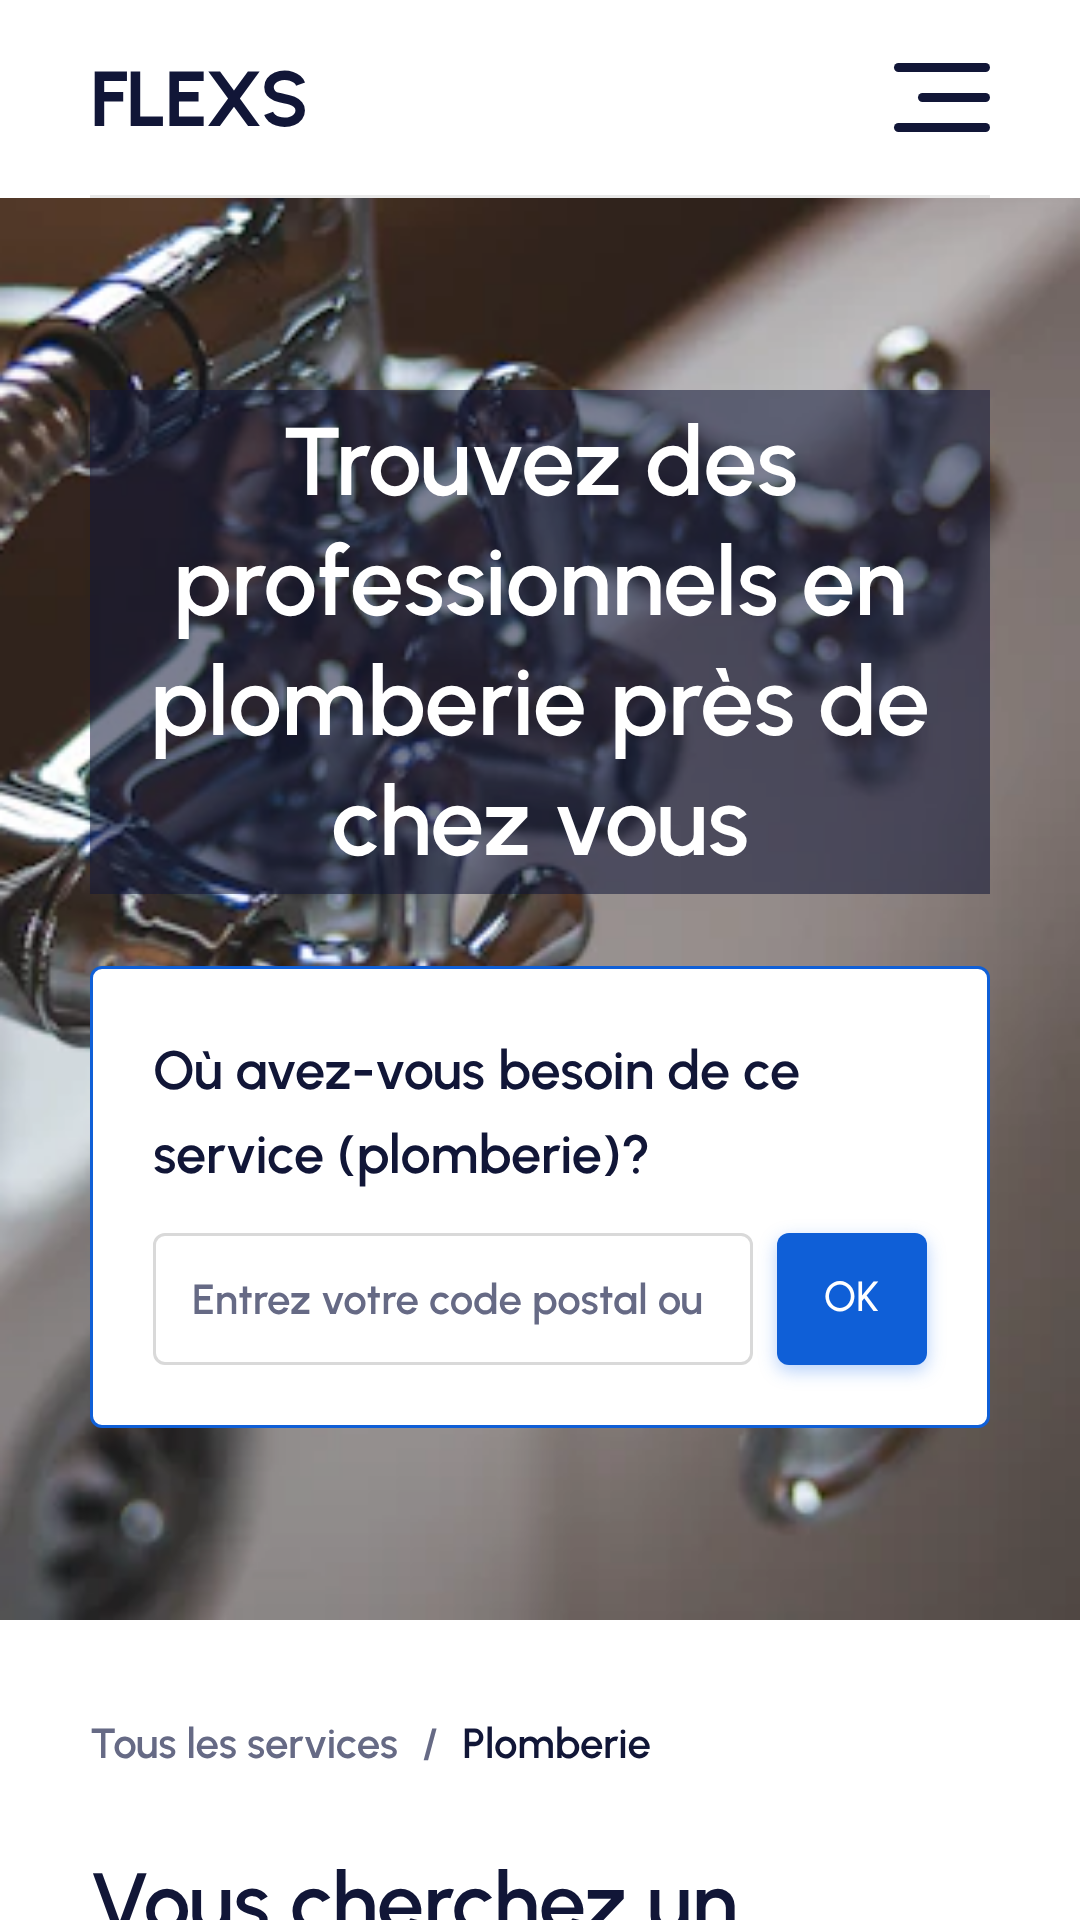 FLEXS
Trouvez des
professionnels en
plomberie près de
chez vous
Où avez-vous besoin de ce
service (plomberie)?
Entrez votre code postal ou
OK
Tous les services / Plomberie
Vous cherchez un